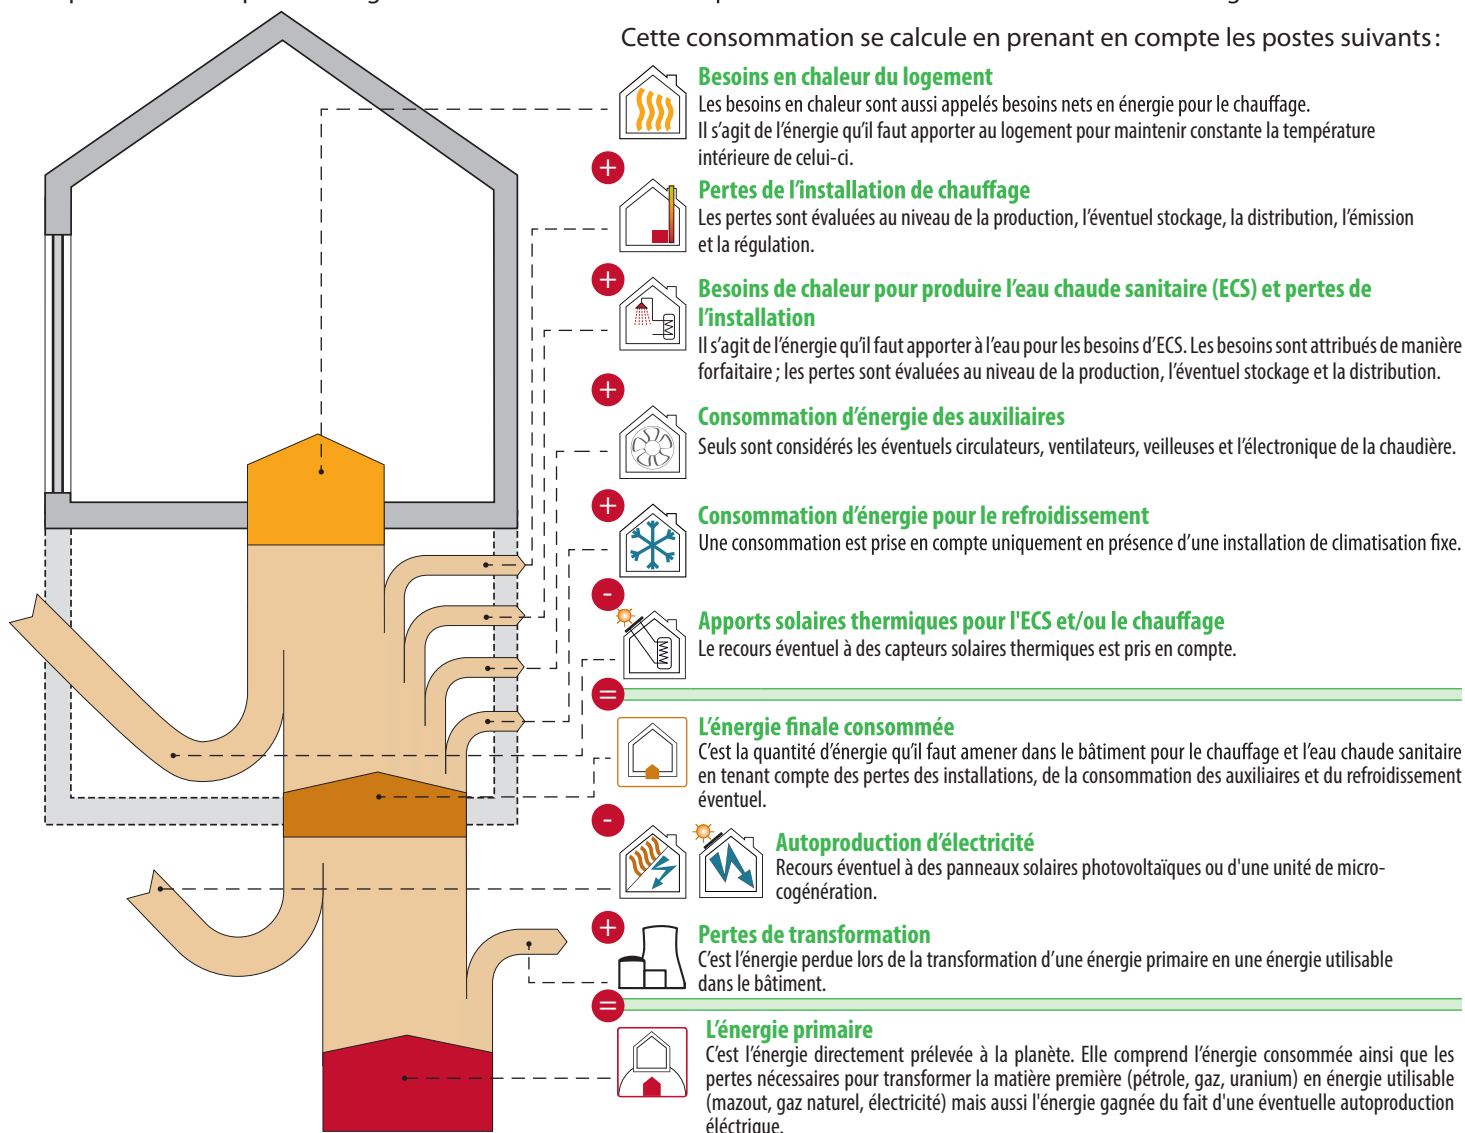 Cette consommation se calcule en prenant en compte les postes suivants :
Besoins en chaleur du logement
Les besoins en chaleur sont aussi appelés besoins nets en énergie pour le chauffage.
Il s’agit de l’énergie qu’il faut apporter au logement pour maintenir constante la température
intérieure de celui-ci.
+
Pertes de l’installation de chauffage
Les pertes sont évaluées au niveau de la production, l’éventuel stockage, la distribution, l’émission
et la régulation.
+
Besoins de chaleur pour produire l’eau chaude sanitaire (ECS) et pertes de
l’installation
Il s’agit de l’énergie qu’il faut apporter à l’eau pour les besoins d’ECS. Les besoins sont attribués de manière
forfaitaire ; les pertes sont évaluées au niveau de la production, l’éventuel stockage et la distribution.
+
Consommation d’énergie des auxiliaires
Seuls sont considérés les éventuels circulateurs, ventilateurs, veilleuses et l’électronique de la chaudière.
+
Consommation d’énergie pour le refroidissement
Une consommation est prise en compte uniquement en présence d’une installation de climatisation fixe.
-
Apports solaires thermiques pour l'ECS et/ou le chauffage
Le recours éventuel à des capteurs solaires thermiques est pris en compte.
=
L’énergie finale consommée
C’est la quantité d’énergie qu’il faut amener dans le bâtiment pour le chauffage et l’eau chaude sanitaire
en tenant compte des pertes des installations, de la consommation des auxiliaires et du refroidissement
éventuel.
-
Autoproduction d’électricité
Recours éventuel à des panneaux solaires photovoltaïques ou d'une unité de micro-
cogénération.
+
Pertes de transformation
C’est l’énergie perdue lors de la transformation d’une énergie primaire en une énergie utilisable
dans le bâtiment.
=
L’énergie primaire
C’est l’énergie directement prélevée à la planète. Elle comprend l’énergie consommée ainsi que les
pertes nécessaires pour transformer la matière première (pétrole, gaz, uranium) en énergie utilisable
(mazout, gaz naturel, électricité) mais aussi l'énergie gagnée du fait d'une éventuelle autoproduction
éléctrique.